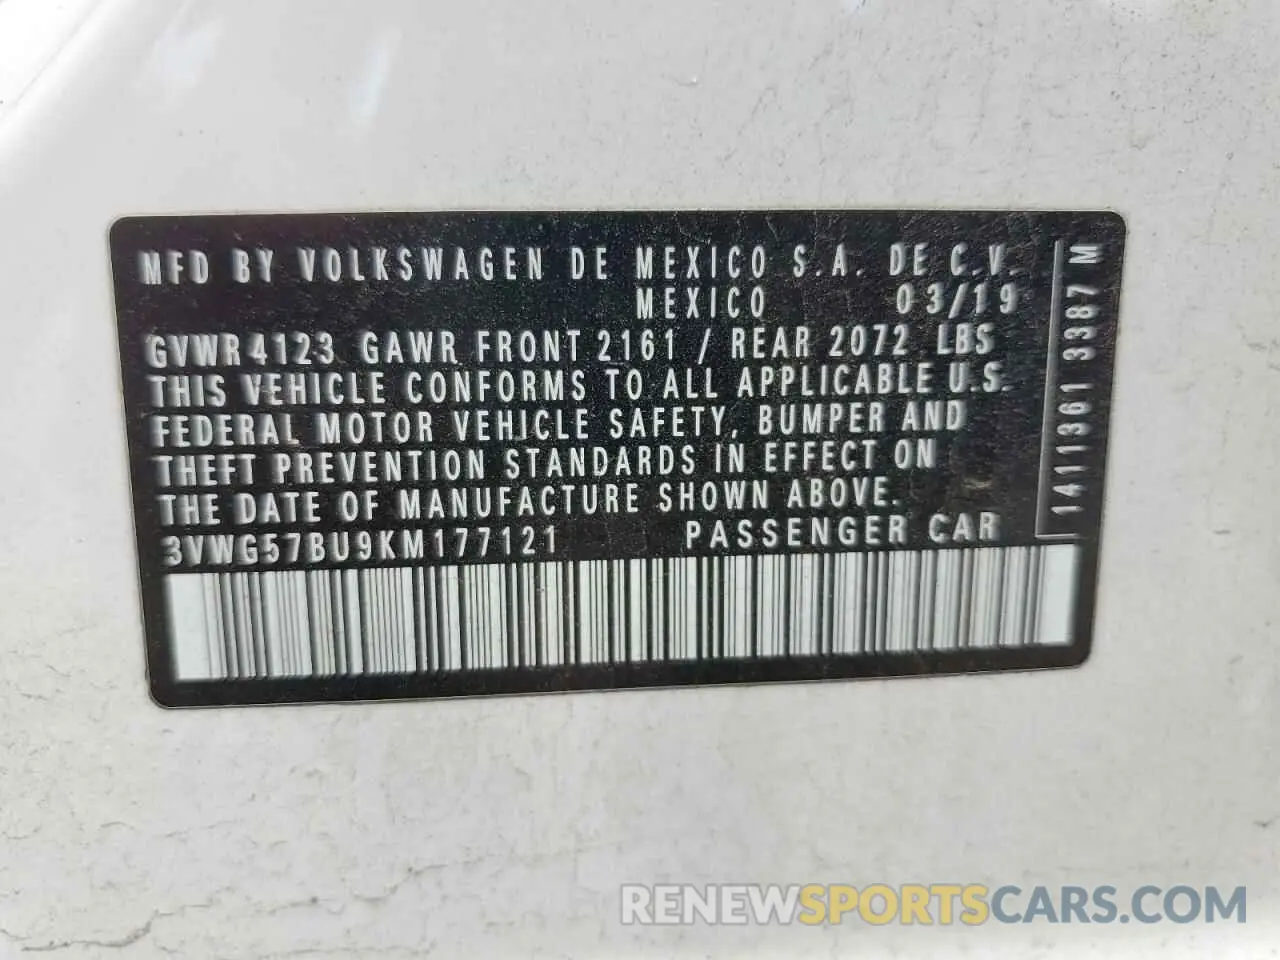 MFD BY VOLKSWAGEN DE MEXICO S.A. DE C.V.
MEXICO 03/19
GVWR 4123 GAWR FRONT 2161 / REAR 2072 LBS
THIS VEHICLE CONFORMS TO ALL APPLICABLE U.S.
FEDERAL MOTOR VEHICLE SAFETY, BUMPER AND
THEFT PREVENTION STANDARDS IN EFFECT ON
THE DATE OF MANUFACTURE SHOWN ABOVE.
3VWG57BU9KM177121 PASSENGER CAR
1411361 3387 M
RENEWSPORTSCARS.COM